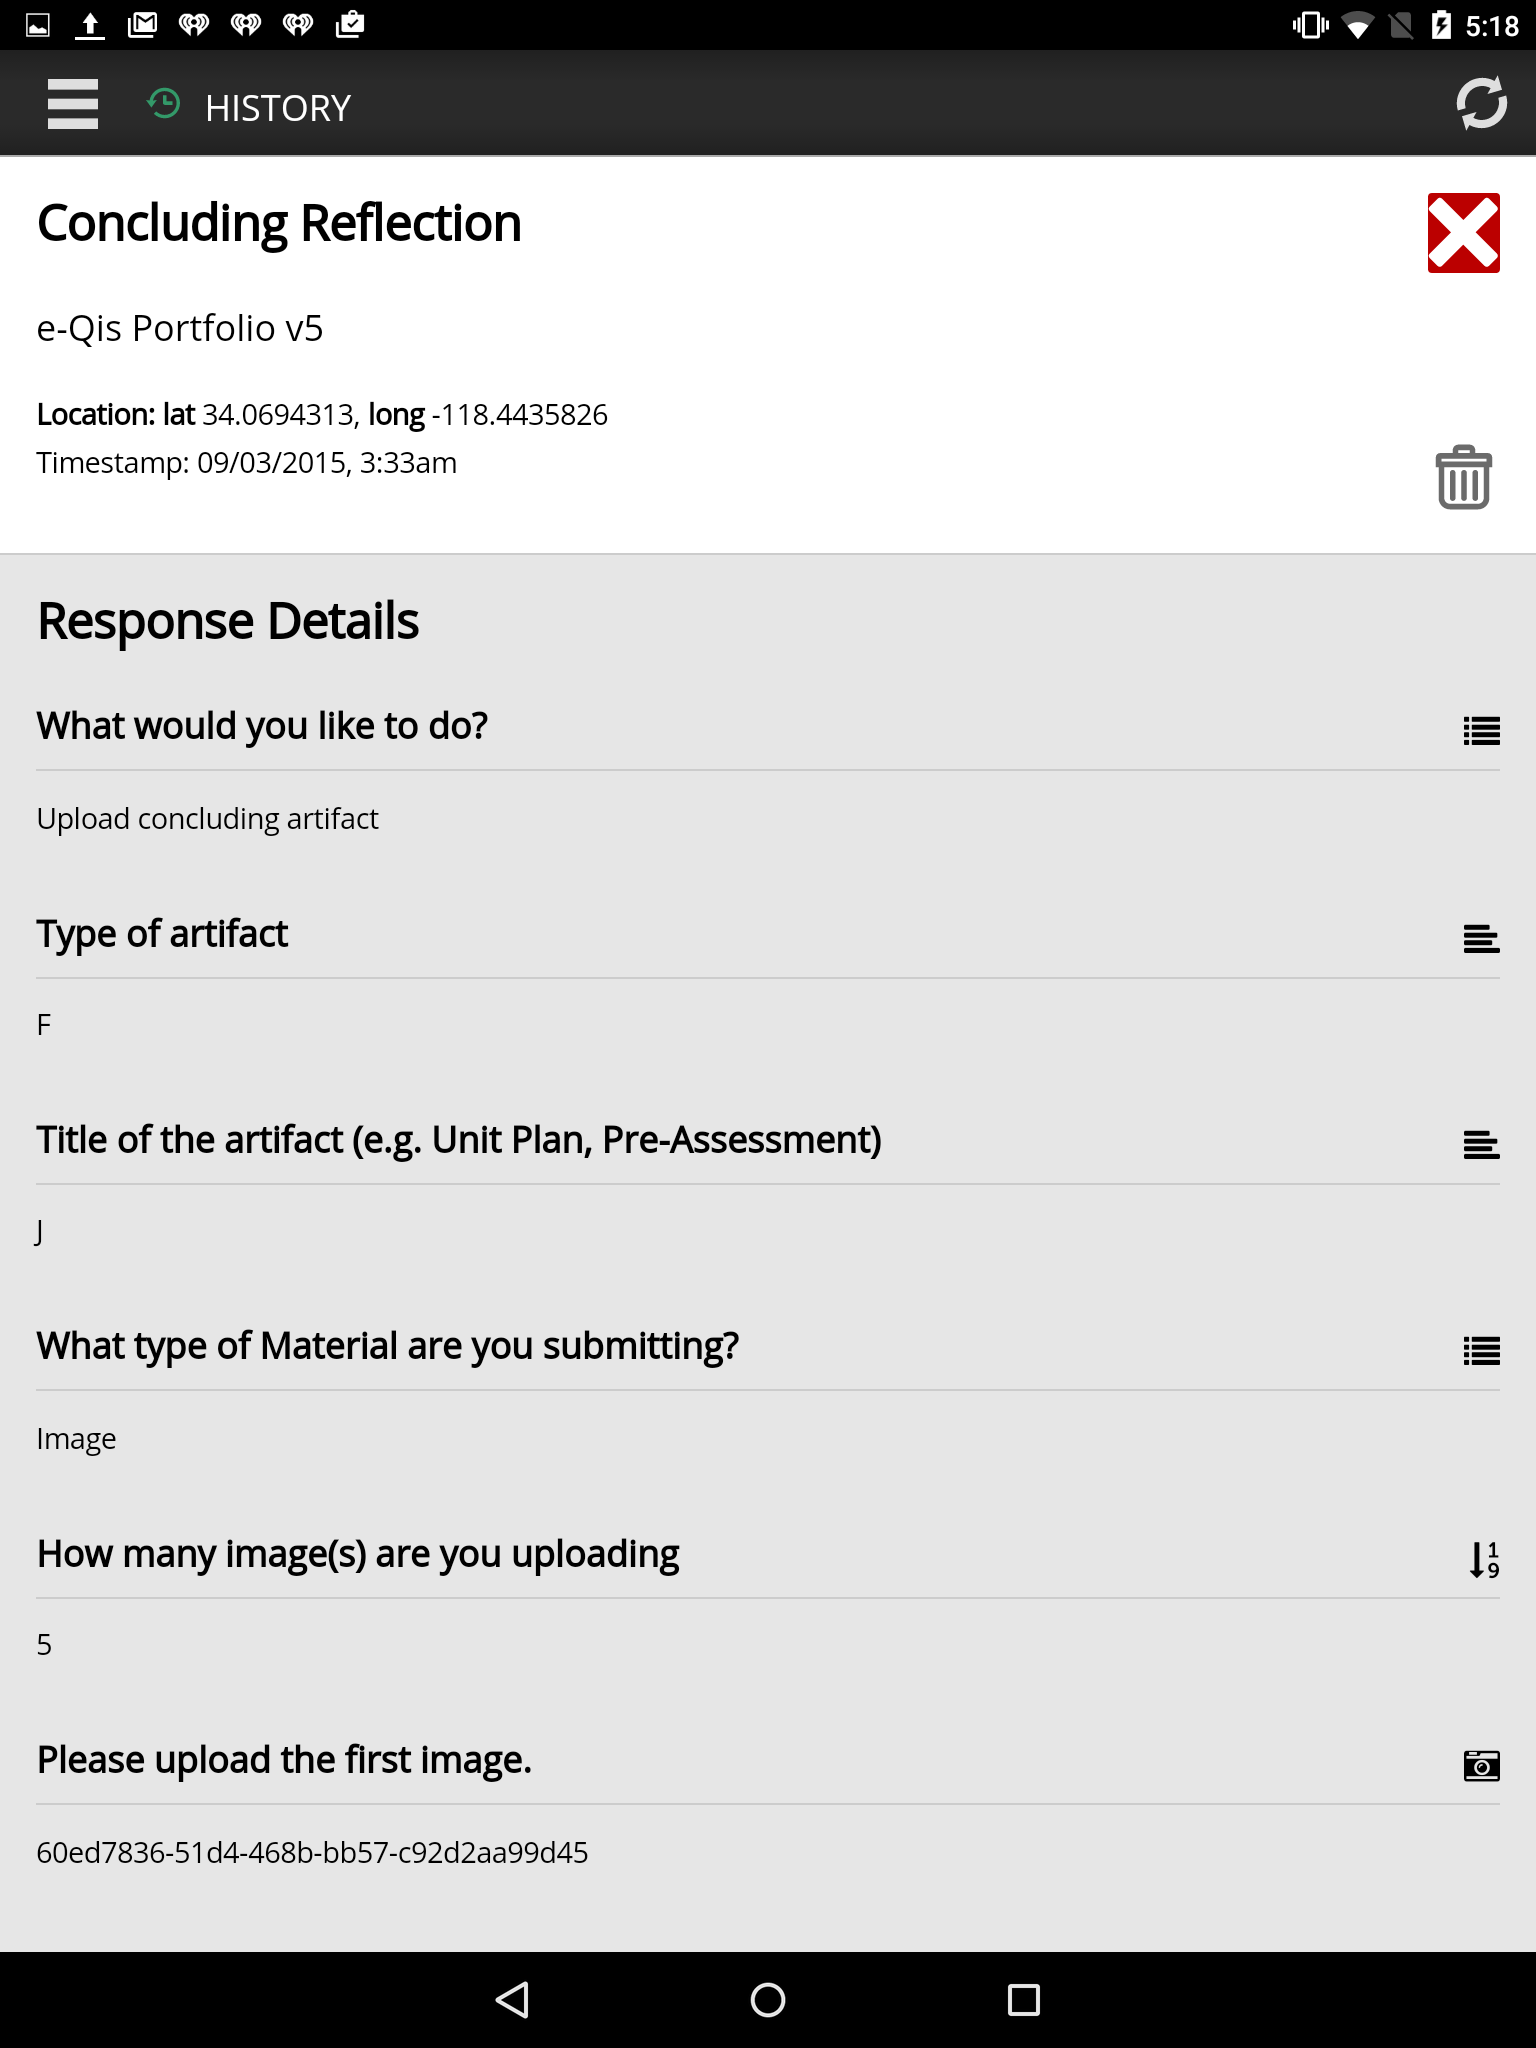 5:18
HISTORY
Concluding Reflection
e-Qis Portfolio v5
Location: lat 34.0694313, long -118.4435826
Timestamp: 09/03/2015, 3:33am
Response Details
What would you like to do?
Upload concluding artifact
Type of artifact
F
Title of the artifact (e.g. Unit Plan, Pre-Assessment)
J
What type of Material are you submitting?
Image
How many image(s) are you uploading
1
9
5
Please upload the first image.
60ed7836-51d4-468b-bb57-c92d2aa99d45